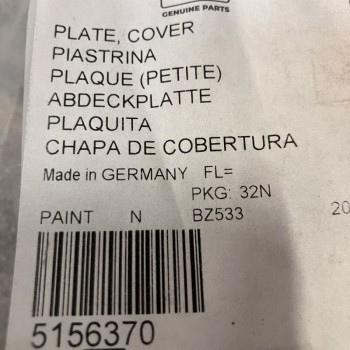 GENUINE PARTS
PLATE, COVER
PIASTRINA
PLAQUE (PETITE)
ABDECKPLATTE
PLAQUITA
CHAPA DE COBERTURA
Made in GERMANY FL=
PKG: 32N
PAINT N BZ533 20
5156370